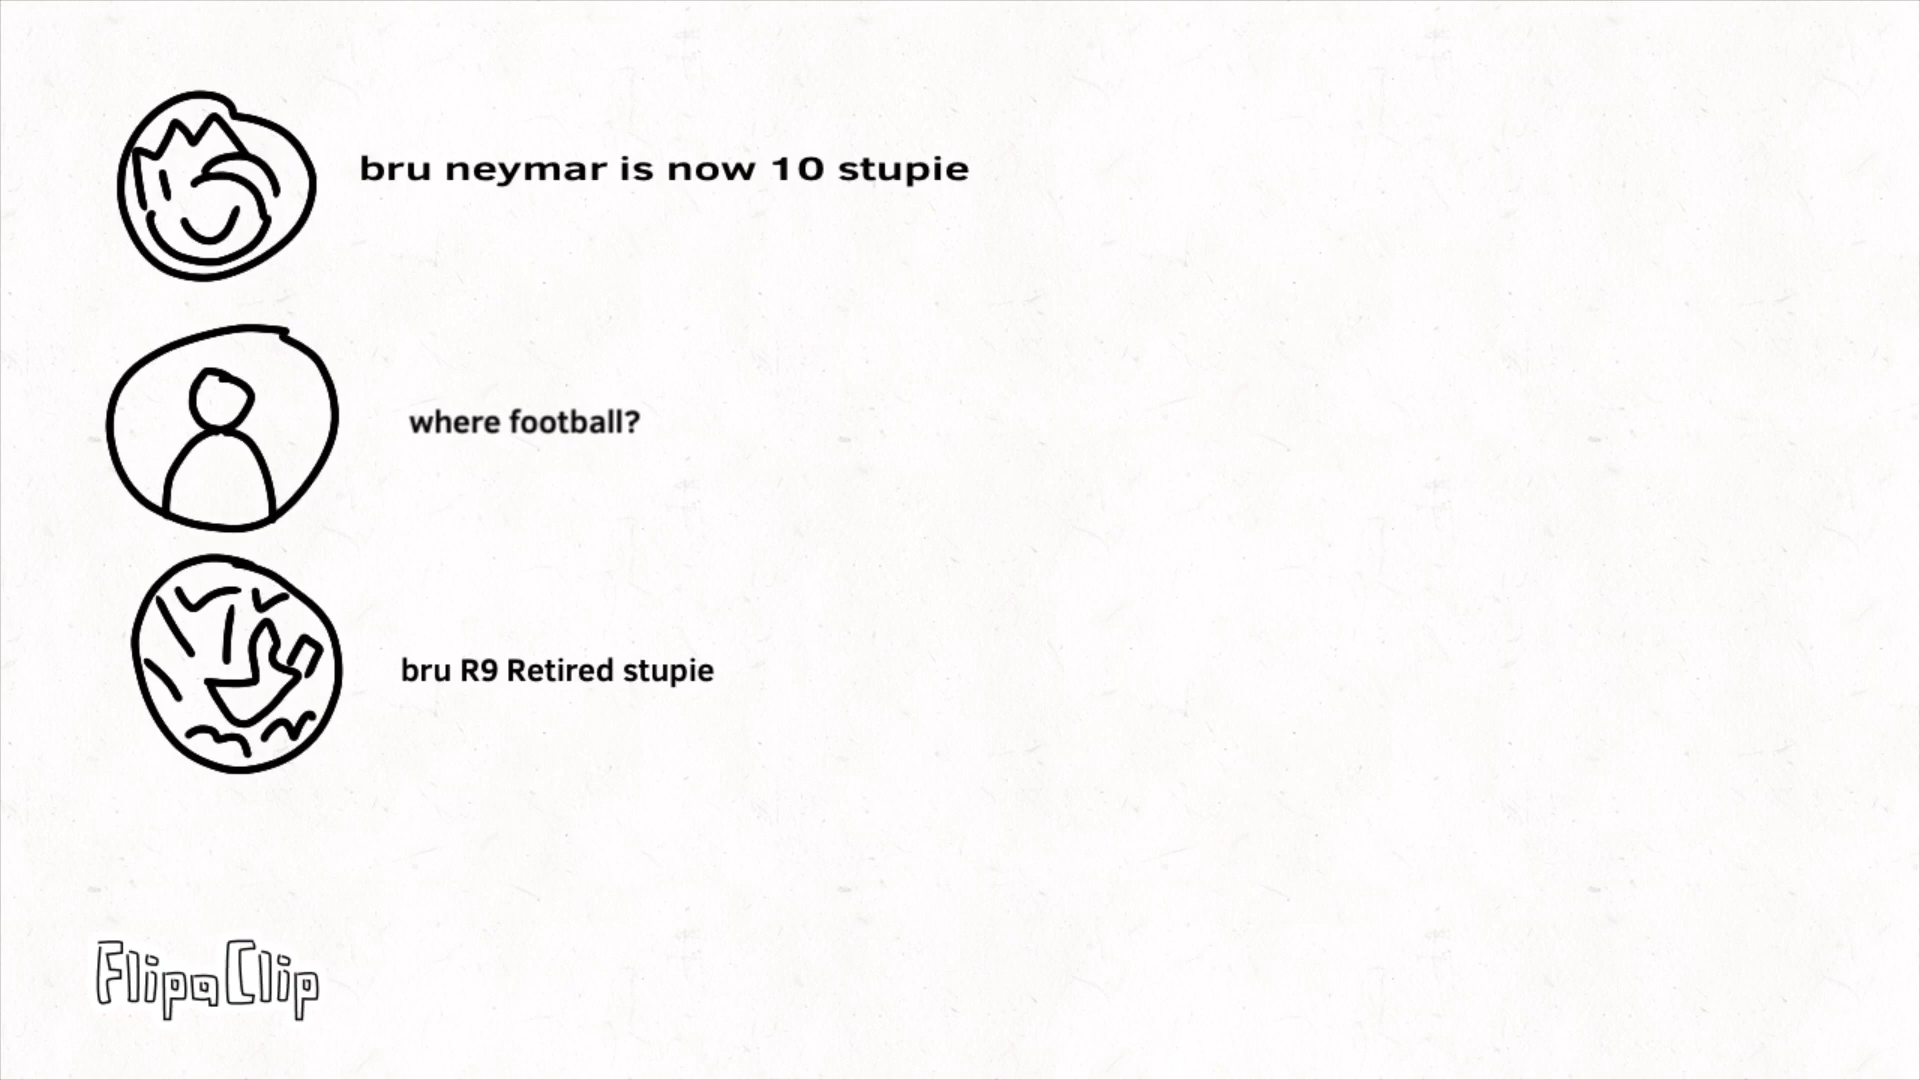 bru neymar is now 10 stupie
where football?
bru R9 Retired stupie
FlipaClip